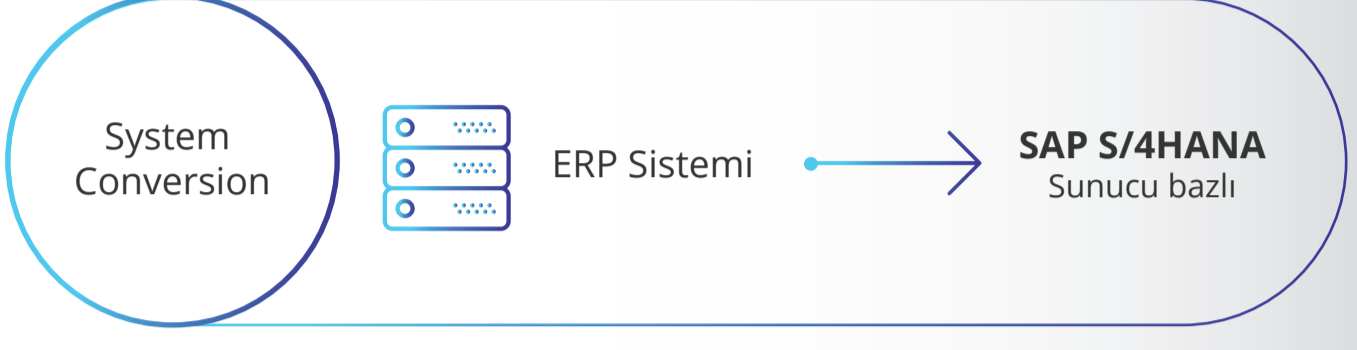 System
Conversion
ERP Sistemi
SAP S/4HANA
Sunucu bazlı